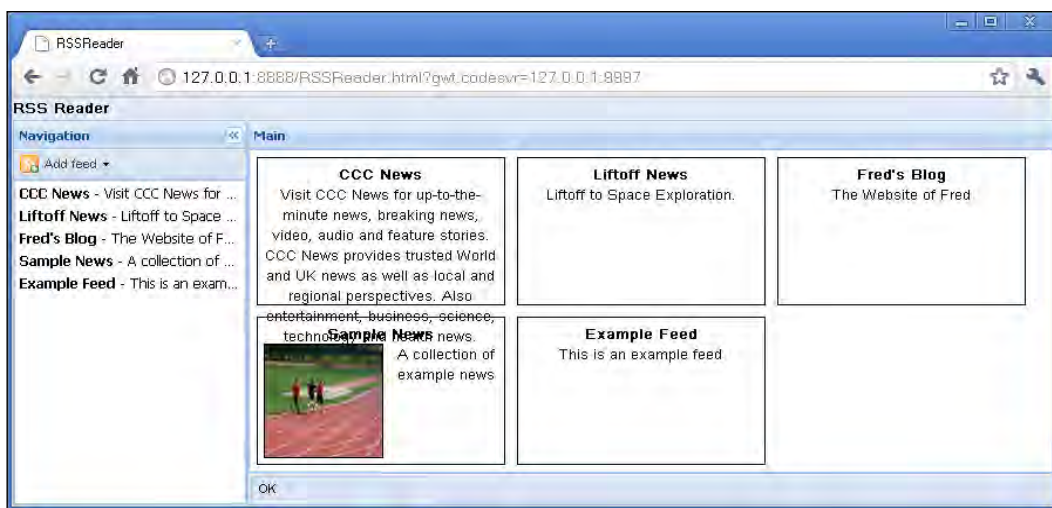 RSSReader
127.0.0.1:8888/RSSReader.html?gwt.codesvr=127.0.0.1:9997
RSS Reader
Navigation
Add feed
CCC News - Visit CCC News for ...
Liftoff News - Liftoff to Space ...
Fred's Blog - The Website of F...
Sample News - A collection of ...
Example Feed - This is an exam...
Main
CCC News
Visit CCC News for up-to-the-
minute news, breaking news,
video, audio and feature stories.
CCC News provides trusted World
and UK news as well as local and
regional perspectives. Also
entertainment, business, science,
technology and health news.
Liftoff News
Liftoff to Space Exploration.
Fred's Blog
The Website of Fred
Sample News
A collection of
example news
Example Feed
This is an example feed
OK